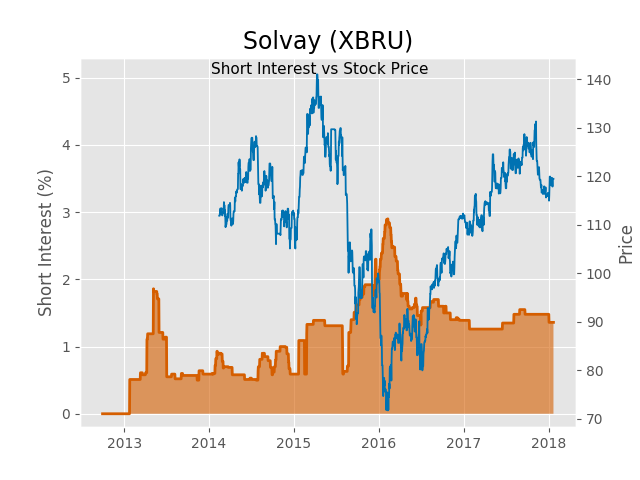 Solvay (XBRU)
Short Interest vs Stock Price
Short Interest (%)
5
4
3
2
1
0
140
130
120
110
100
90
80
70
Price
2013 2014 2015 2016 2017 2018